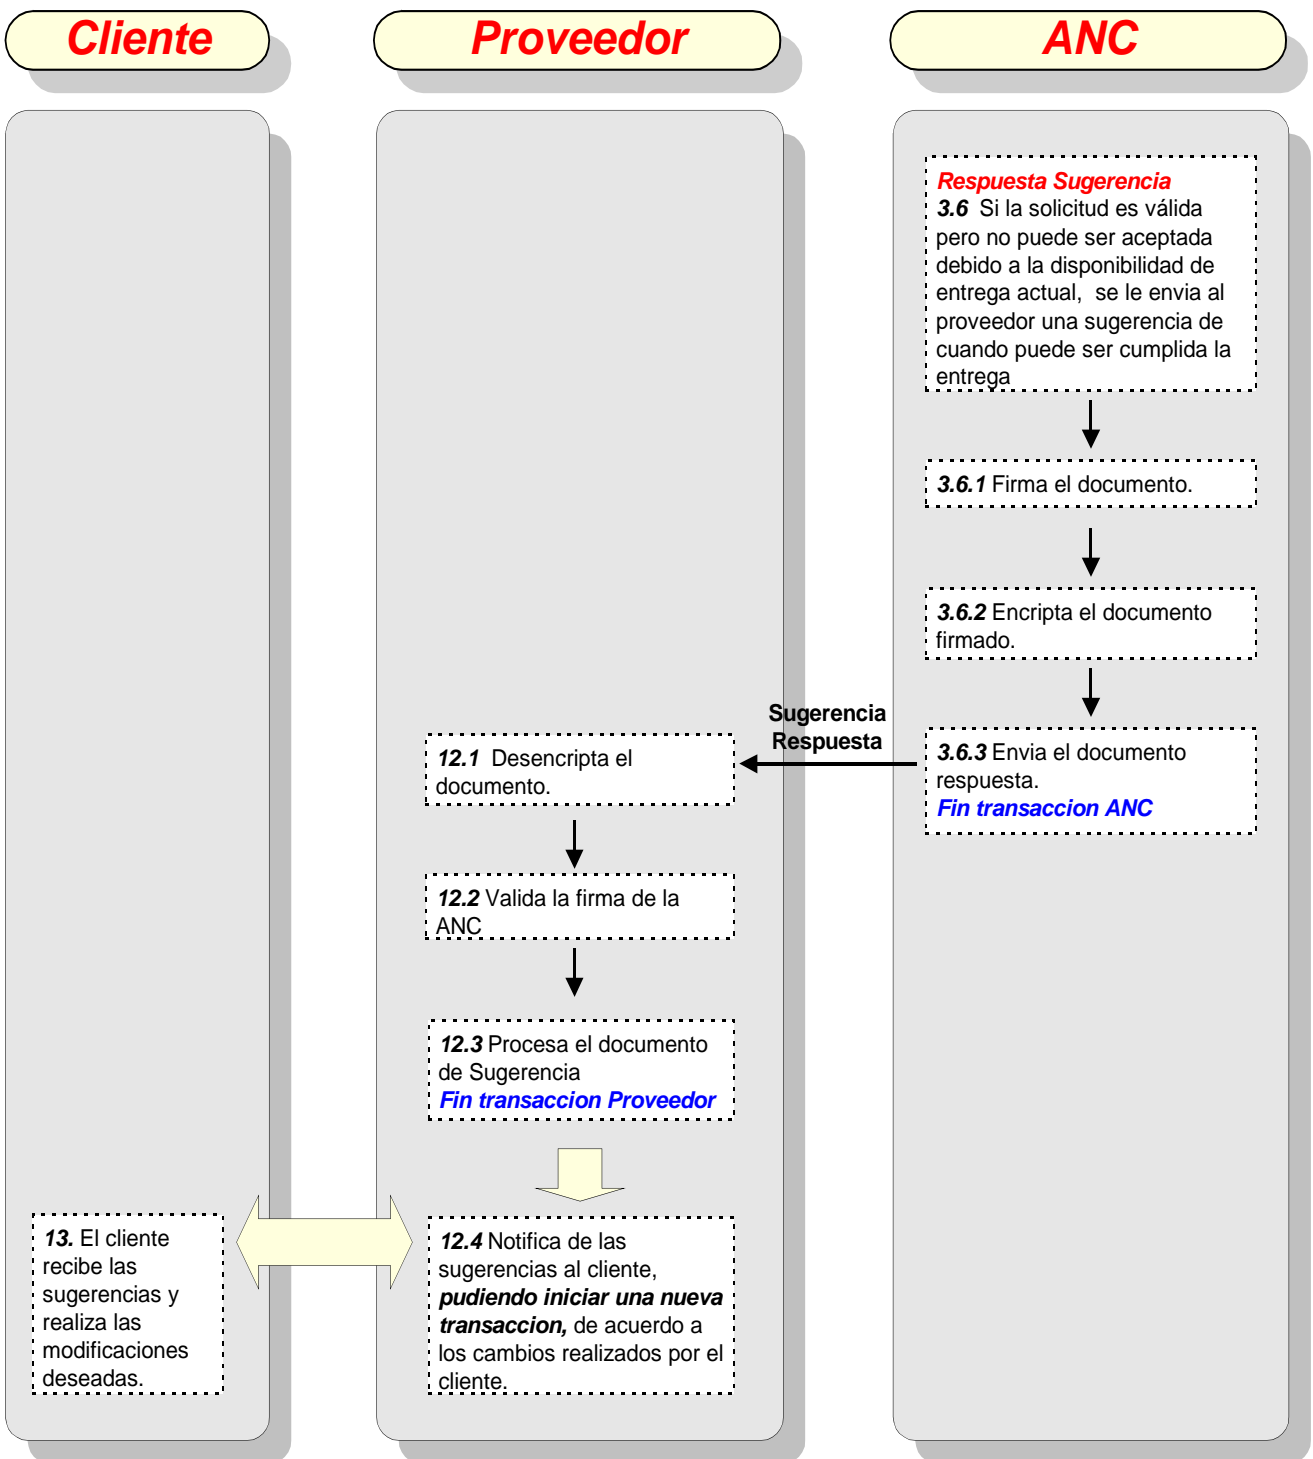 Cliente
Proveedor
ANC
Respuesta Sugerencia
3.6 Si la solicitud es válida
pero no puede ser aceptada
debido a la disponibilidad de
entrega actual, se le envia al
proveedor una sugerencia de
cuando puede ser cumplida la
entrega
3.6.1 Firma el documento.
3.6.2 Encripta el documento
firmado.
3.6.3 Envia el documento
respuesta.
Fin transaccion ANC
Sugerencia
Respuesta
12.1 Desencripta el
documento.
12.2 Valida la firma de la
ANC
12.3 Procesa el documento
de Sugerencia
Fin transaccion Proveedor
12.4 Notifica de las
sugerencias al cliente,
pudiendo iniciar una nueva
transaccion, de acuerdo a
los cambios realizados por el
cliente.
13. El cliente
recibe las
sugerencias y
realiza las
modificaciones
deseadas.